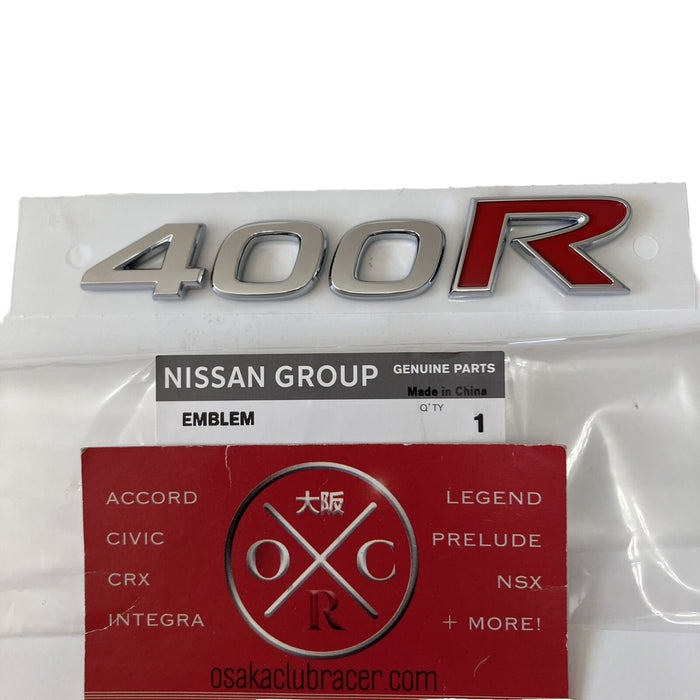 400R
NISSAN GROUP GENUINE PARTS
Made in China
EMBLEM Q'TY 1
ACCORD 大阪 LEGEND
CIVIC PRELUDE
O C
CRX NSX
INTEGRA R + MORE!
osakaclubracer.com